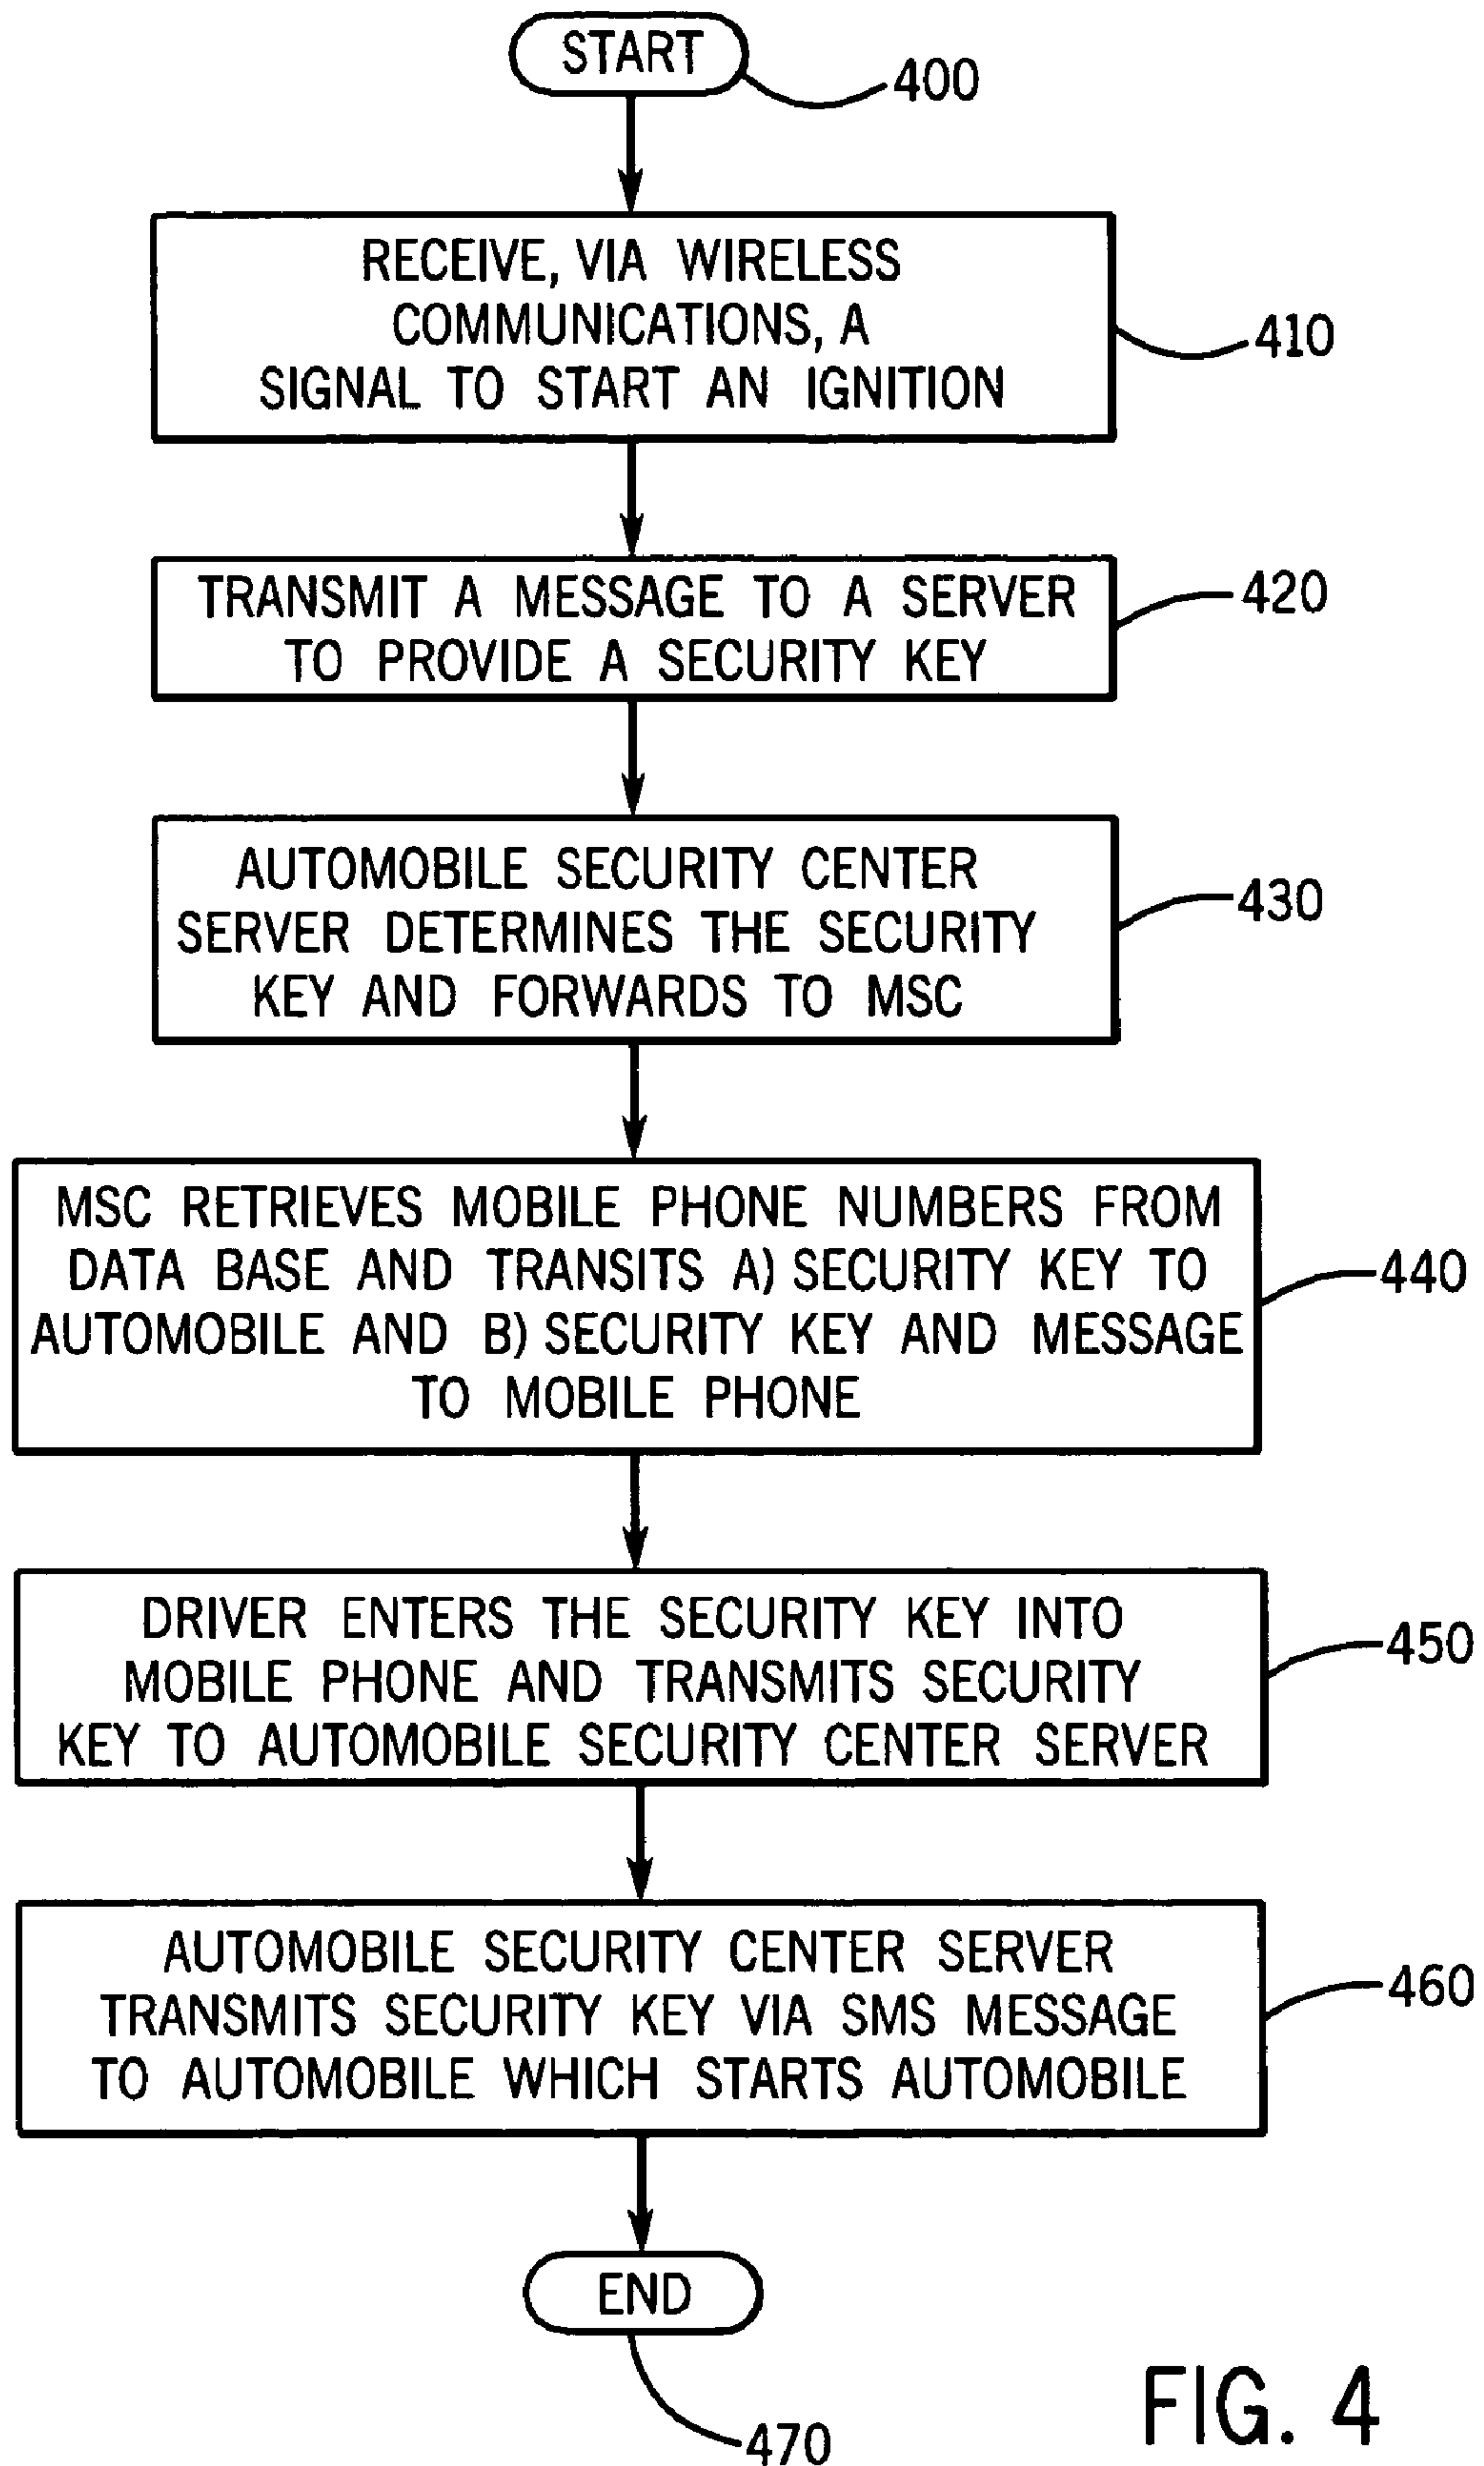 START
400
RECEIVE, VIA WIRELESS
COMMUNICATIONS, A
SIGNAL TO START AN IGNITION
410
TRANSMIT A MESSAGE TO A SERVER
TO PROVIDE A SECURITY KEY
420
AUTOMOBILE SECURITY CENTER
SERVER DETERMINES THE SECURITY
KEY AND FORWARDS TO MSC
430
MSC RETRIEVES MOBILE PHONE NUMBERS FROM
DATA BASE AND TRANSITS A) SECURITY KEY TO
AUTOMOBILE AND B) SECURITY KEY AND MESSAGE
TO MOBILE PHONE
440
DRIVER ENTERS THE SECURITY KEY INTO
MOBILE PHONE AND TRANSMITS SECURITY
KEY TO AUTOMOBILE SECURITY CENTER SERVER
450
AUTOMOBILE SECURITY CENTER SERVER
TRANSMITS SECURITY KEY VIA SMS MESSAGE
TO AUTOMOBILE WHICH STARTS AUTOMOBILE
460
END
470
FIG. 4